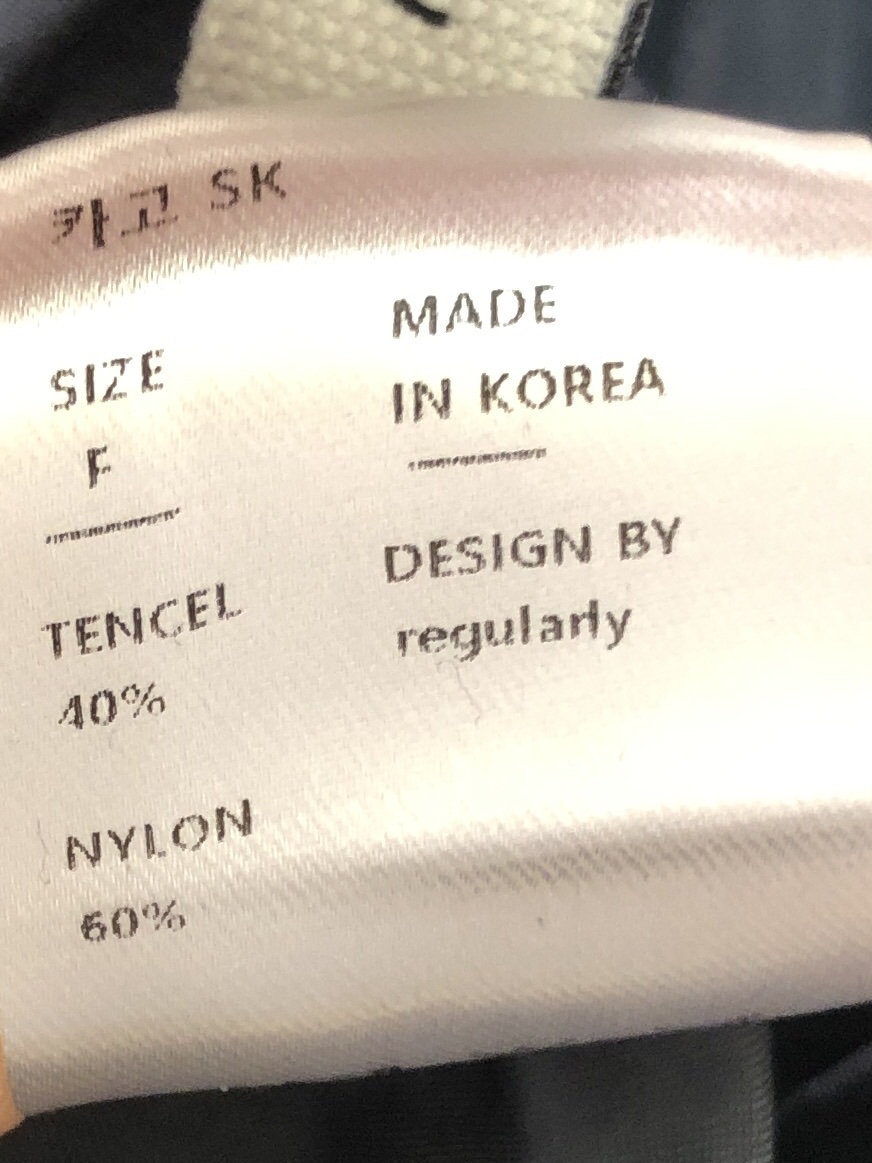 카고 SK
SIZE
F
TENCEL
40%
NYLON
60%
MADE
IN KOREA
DESIGN BY
regularly